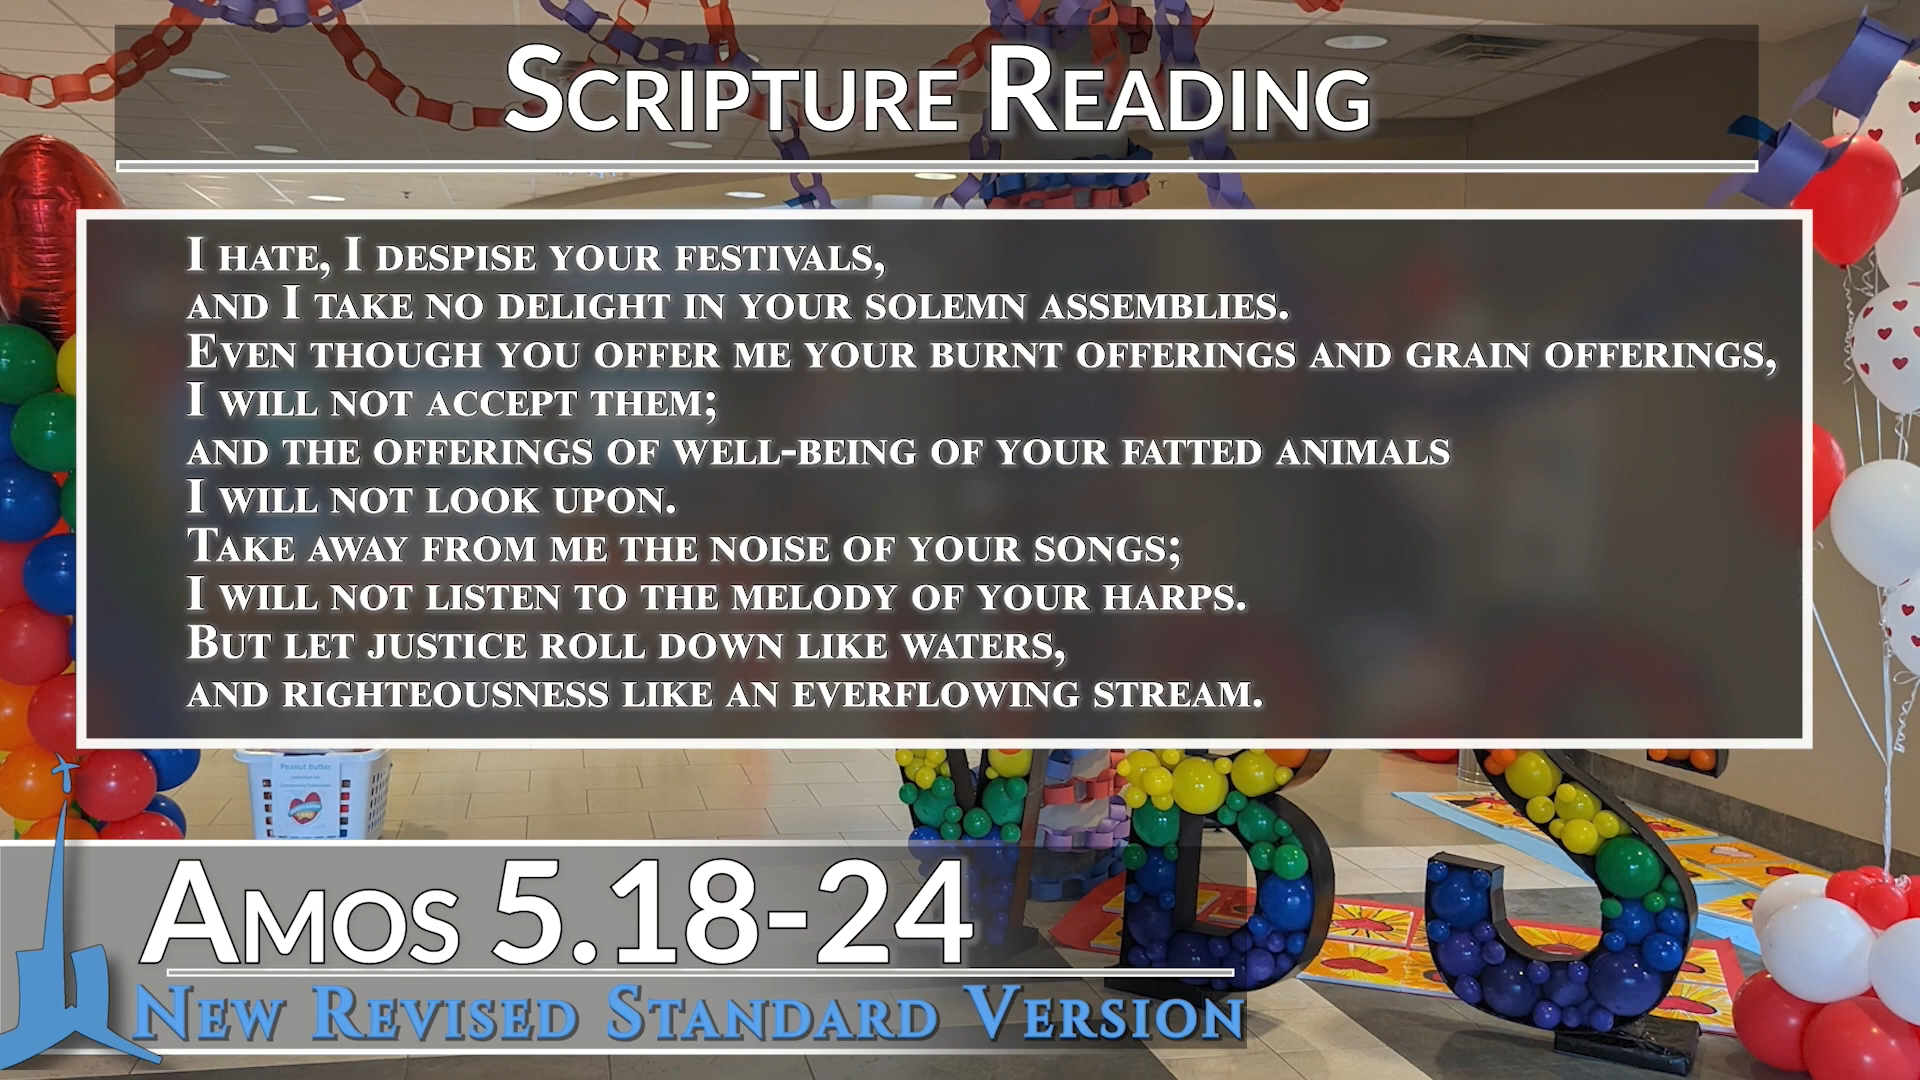 Scripture Reading
I hate, I despise your festivals,
and I take no delight in your solemn assemblies.
Even though you offer me your burnt offerings and grain offerings,
I will not accept them;
and the offerings of well-being of your fatted animals
I will not look upon.
Take away from me the noise of your songs;
I will not listen to the melody of your harps.
But let justice roll down like waters,
and righteousness like an everflowing stream.
Peanut Butter
VBS
Amos 5.18-24
New Revised Standard Version